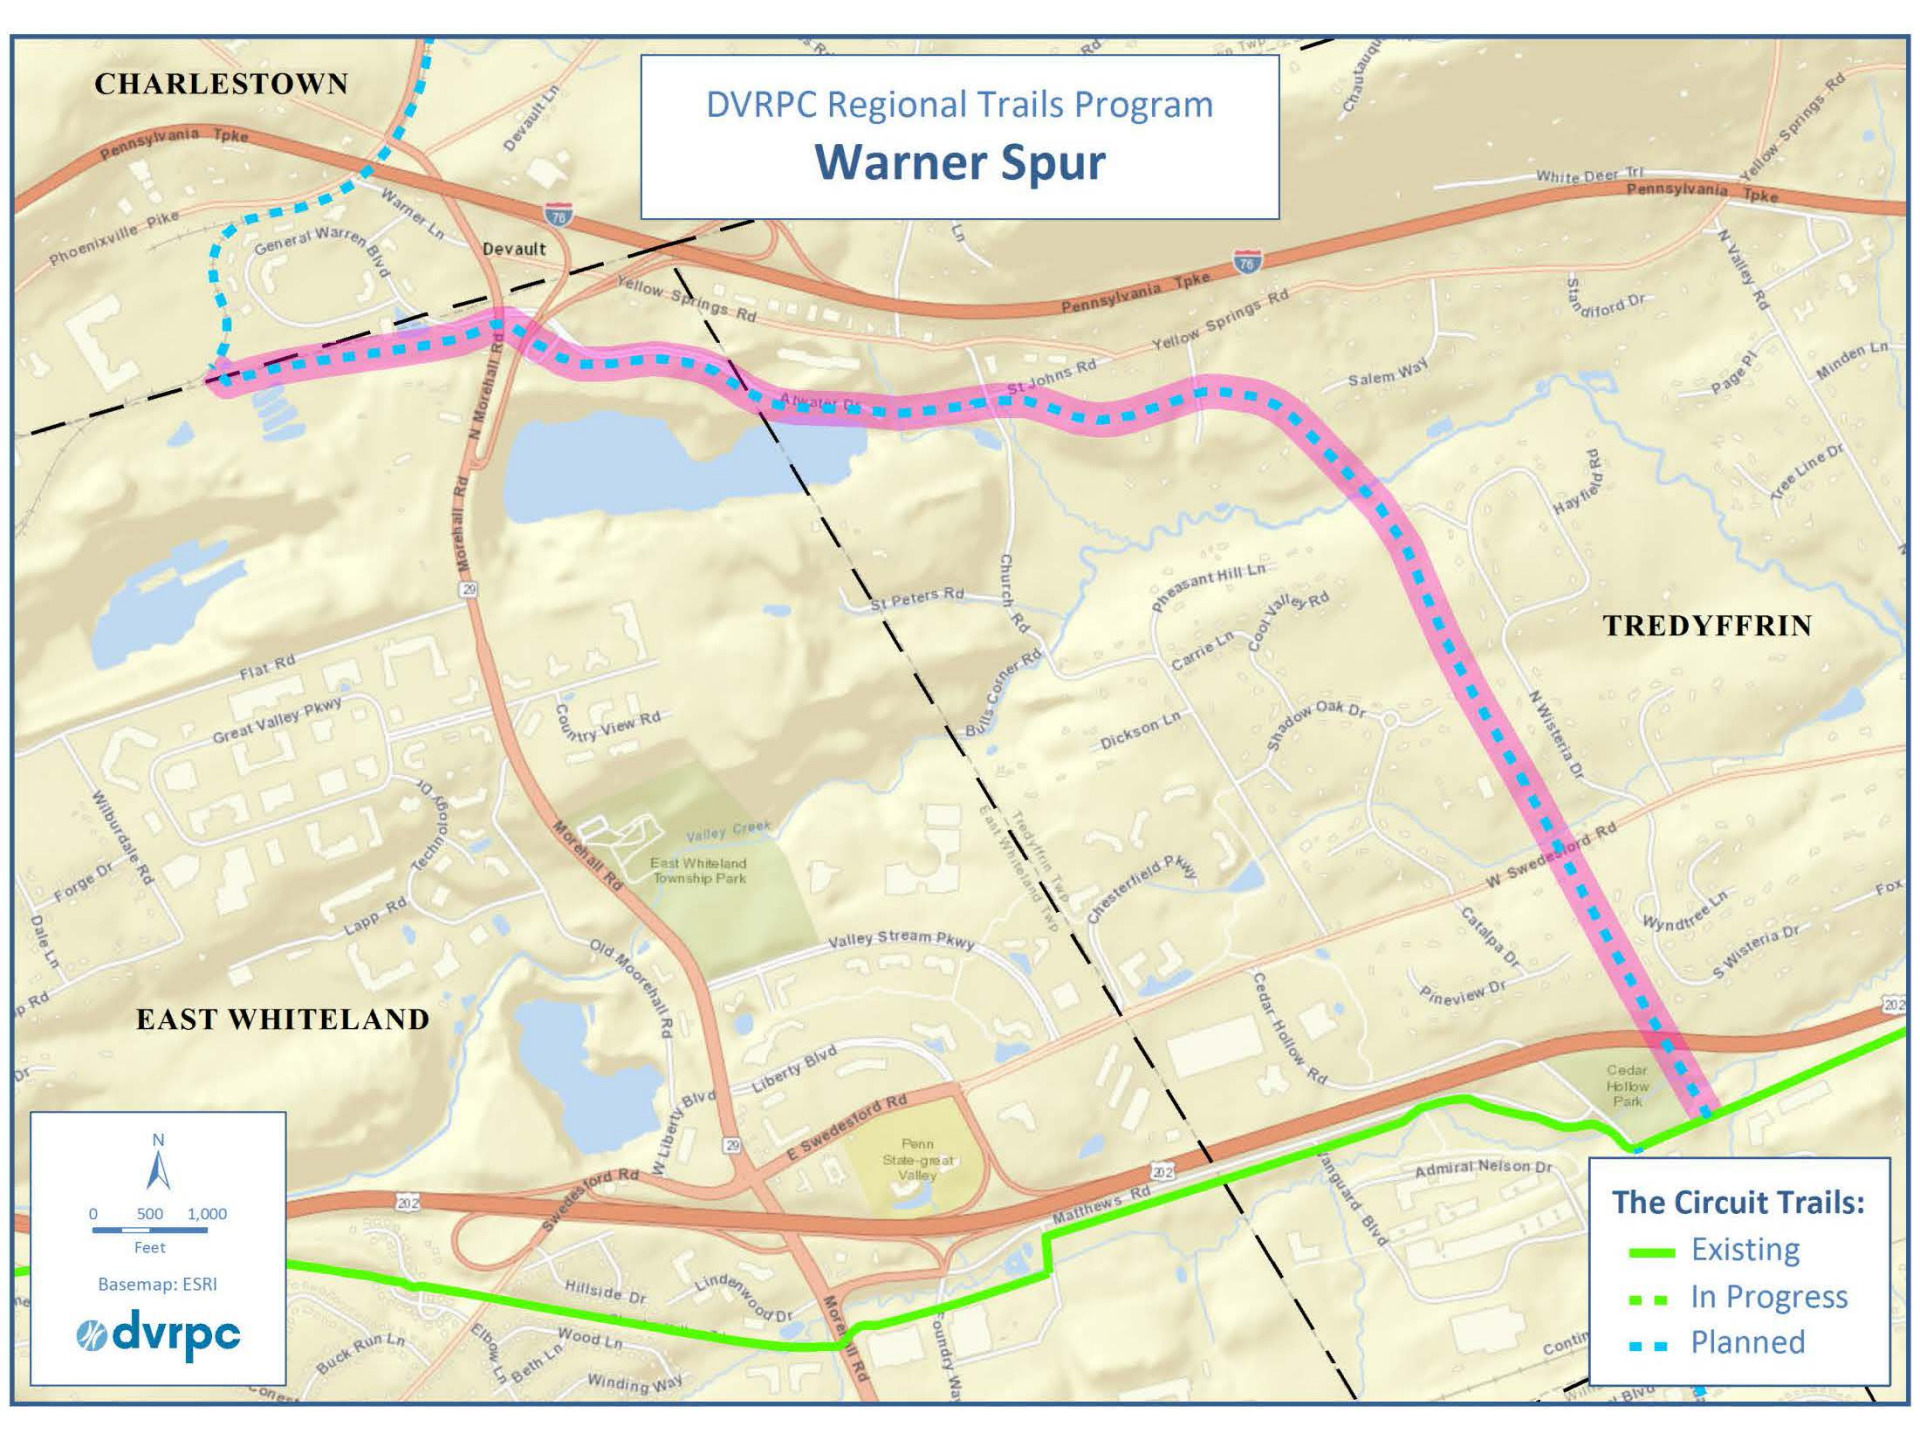 CHARLESTOWN
DVRPC Regional Trails Program
Warner Spur
Pennsylvania Tpke
Devault Ln
Chautauqua
Rd
Yellow Springs Rd
White Deer Trl
Pennsylvania Tpke
Phoenixville Pike
Warner Ln
General Warren Blvd
76
Devault
Ln
76
N Valley Rd
Yellow Springs Rd
Pennsylvania Tpke
Yellow Springs Rd
Standiford Dr
Minden Ln
Page Pl
Salem Way
St Johns Rd
Atwater Dr
N Morehall Rd
Tree Line Dr
Hayfield Rd
Morehall Rd
29
Church Rd
Pheasant Hill Ln
St Peters Rd
Cool Valley Rd
TREDYFFRIN
Carrie Ln
Flat Rd
Bulls Corner Rd
Great Valley Pkwy
Country View Rd
Dickson Ln
Shadow Oak Dr
N Wisteria Dr
Wilburdale Rd
Technology Dr
Valley Creek
East Whiteland
Township Park
Morehall Rd
Tredyffrin Twp
East Whiteland Twp
W Swedesford Rd
Chesterfield Pkwy
Forge Dr
Lapp Rd
Dale Ln
Fox
Wyndtree Ln
Catalpa Dr
S Wisteria Dr
Valley Stream Pkwy
Old Moorehall Rd
Pineview Dr
Cedar Hollow Rd
p Rd
202
EAST WHITELAND
Dr
Liberty Blvd
Cedar
Hollow
Park
W Liberty Blvd
E Swedesford Rd
29
Penn
State-great
Valley
202
Admiral Nelson Dr
Vanguard Blvd
Matthews Rd
Swedesford Rd
202
N
0 500 1,000
Feet
Basemap: ESRI
dvrpc
The Circuit Trails:
Existing
In Progress
Planned
Hillside Dr
Lindenwood Dr
Morehall Rd
Buck Run Ln
Elbow Ln
Beth Ln
Wood Ln
Winding Way
oundry Way
Contin
Blvd